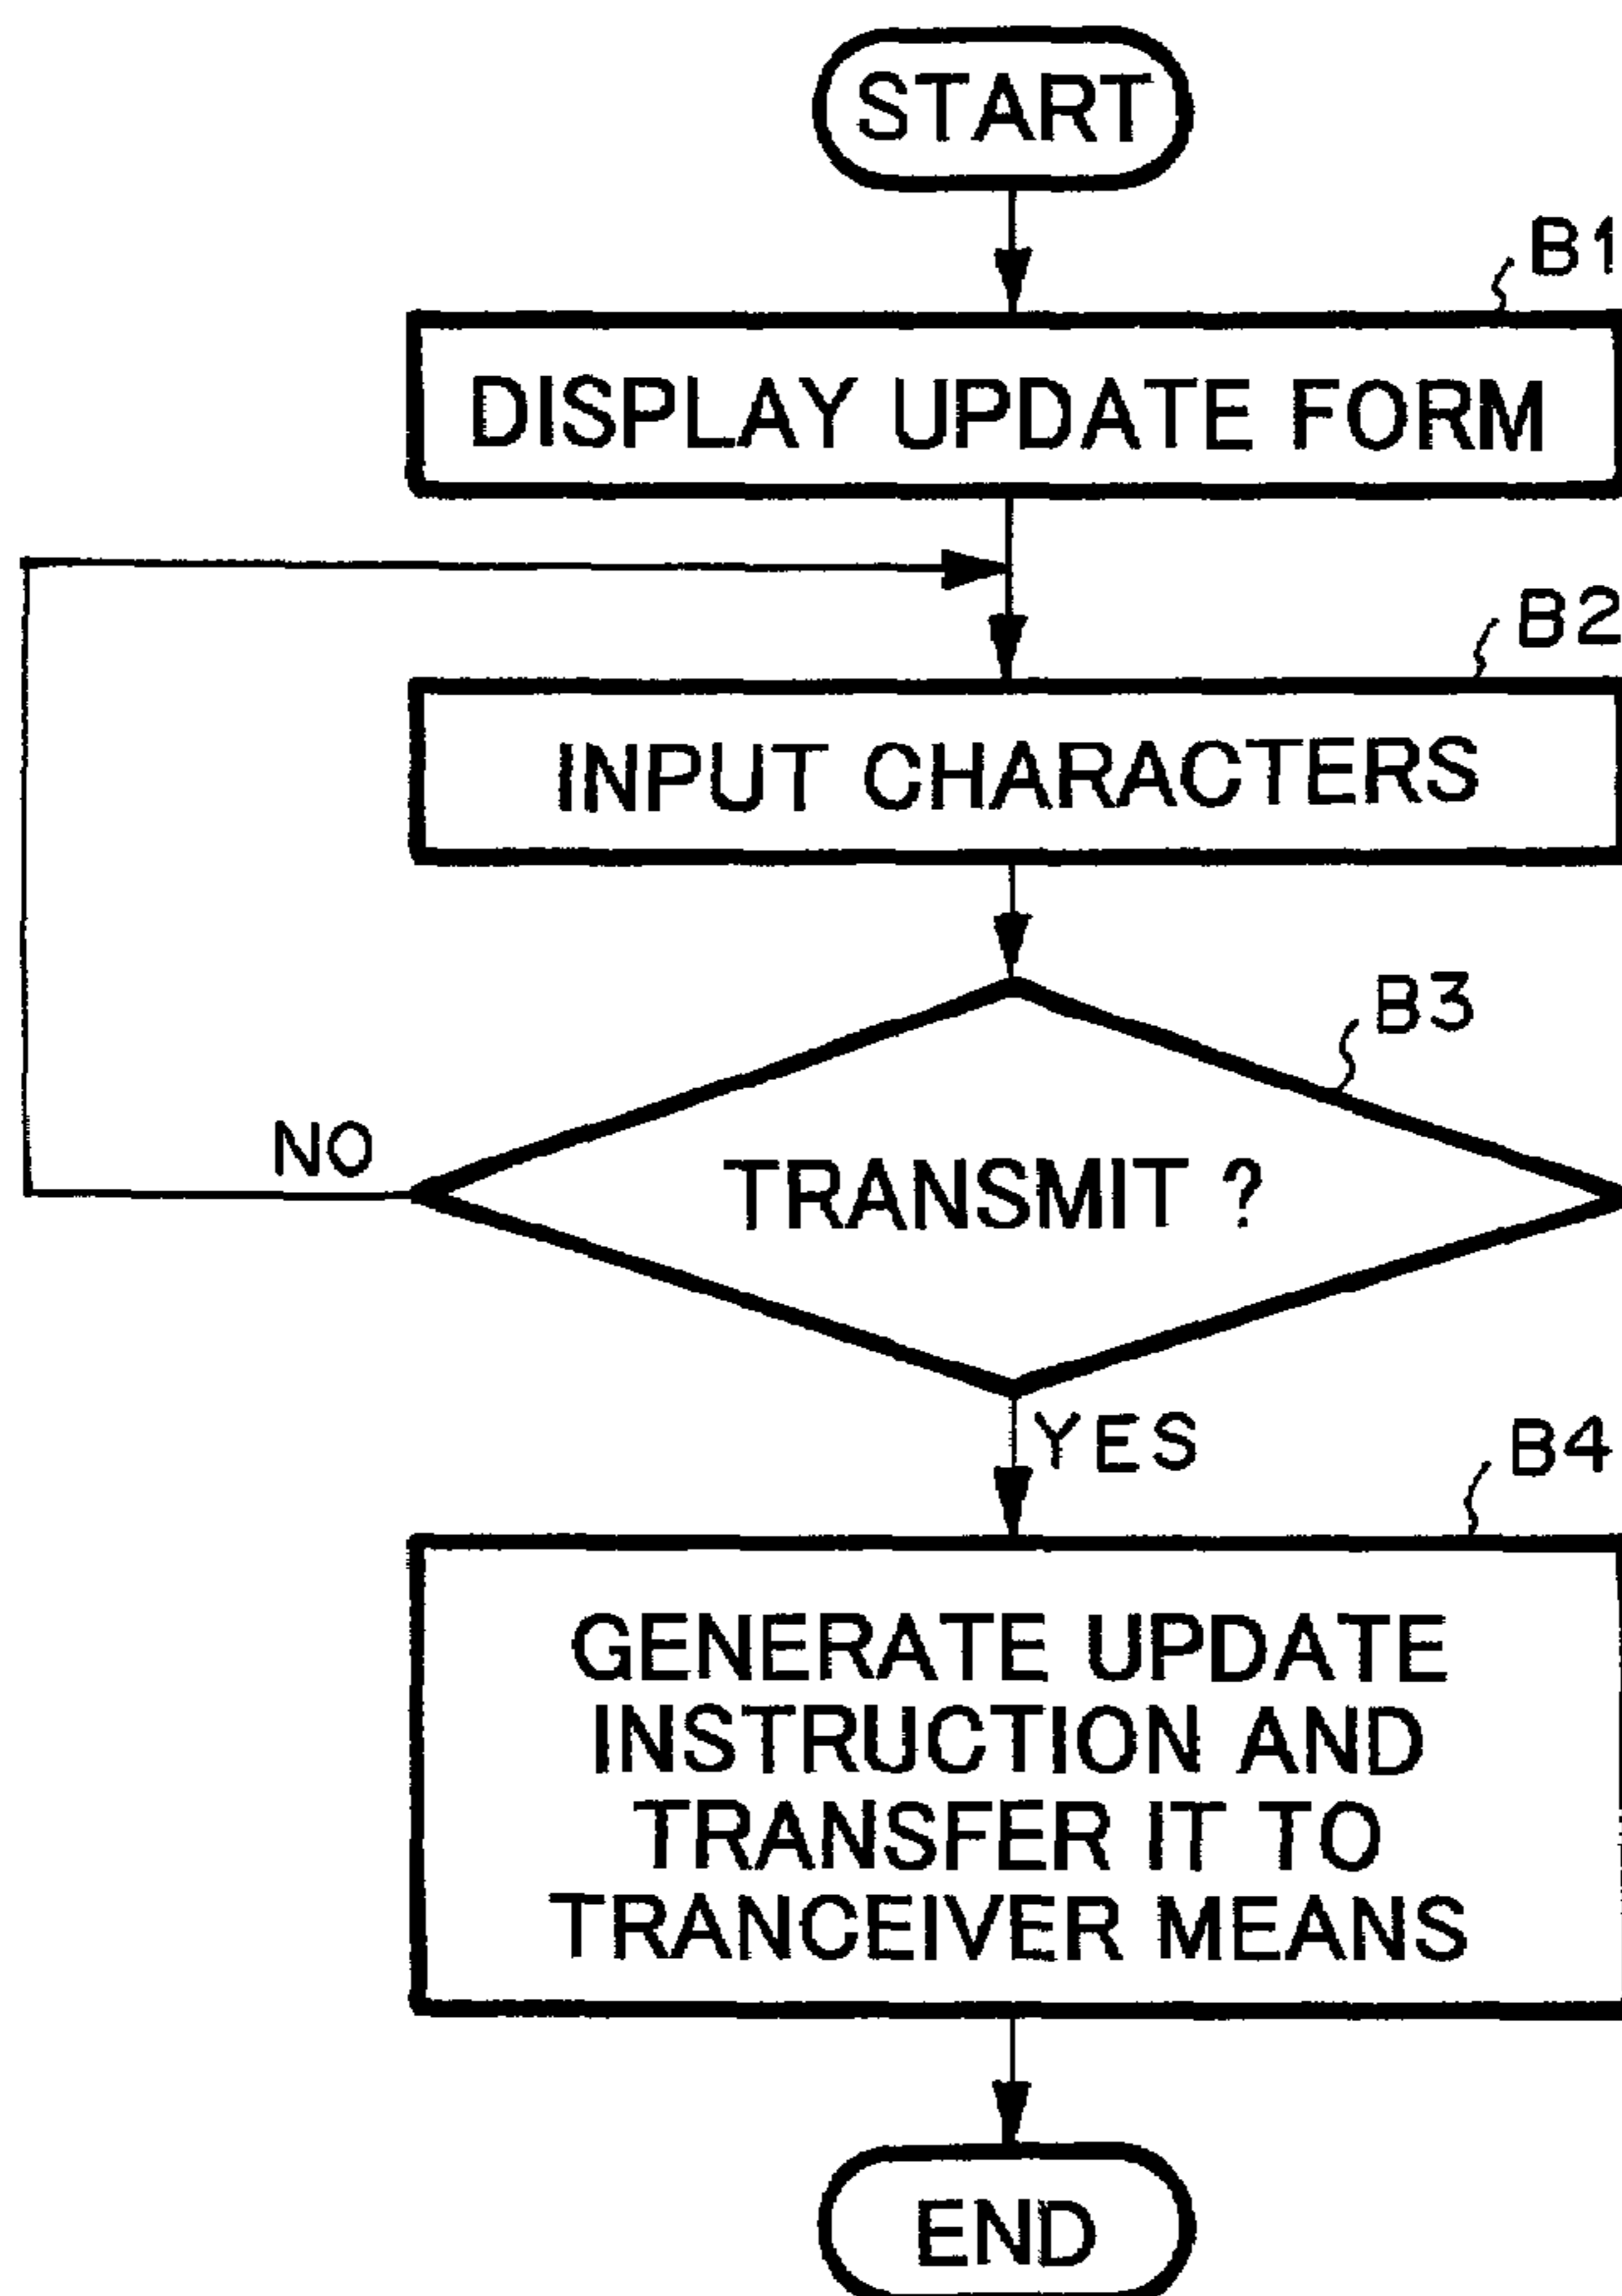 START
B1
DISPLAY UPDATE FORM
B2
INPUT CHARACTERS
B3
NO
TRANSMIT ?
YES
B4
GENERATE UPDATE
INSTRUCTION AND
TRANSFER IT TO
TRANCEIVER MEANS
END